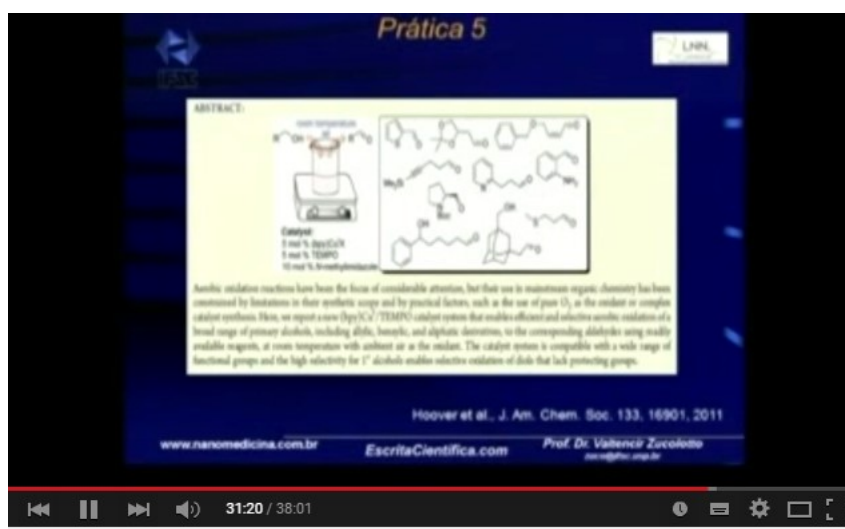 Prática 5
LNN
ABSTRACT:
room temperature
air
Catalyst:
5 mol % (bpy)CuᴵX
5 mol % TEMPO
10 mol % N-methylimidazole
Aerobic oxidation reactions have been the focus of considerable attention, but their use in mainstream organic chemistry has been
constrained by limitations in their synthetic scope and by practical factors, such as the use of pure O₂ as the oxidant or complex
catalyst synthesis. Here, we report a new (bpy)Cuᴵ/TEMPO catalyst system that enables efficient and selective aerobic oxidation of a
broad range of primary alcohols, including allylic, benzylic, and aliphatic derivatives, to the corresponding aldehydes using readily
available reagents, at room temperature with ambient air as the oxidant. The catalyst system is compatible with a wide range of
functional groups and the high selectivity for 1° alcohols enables selective oxidation of diols that lack protecting groups.
Hoover et al., J. Am. Chem. Soc. 133, 16901, 2011
www.nanomedicina.com.br
EscritaCientífica.com
Prof. Dr. Valtencir Zucolotto
31:20 / 38:01